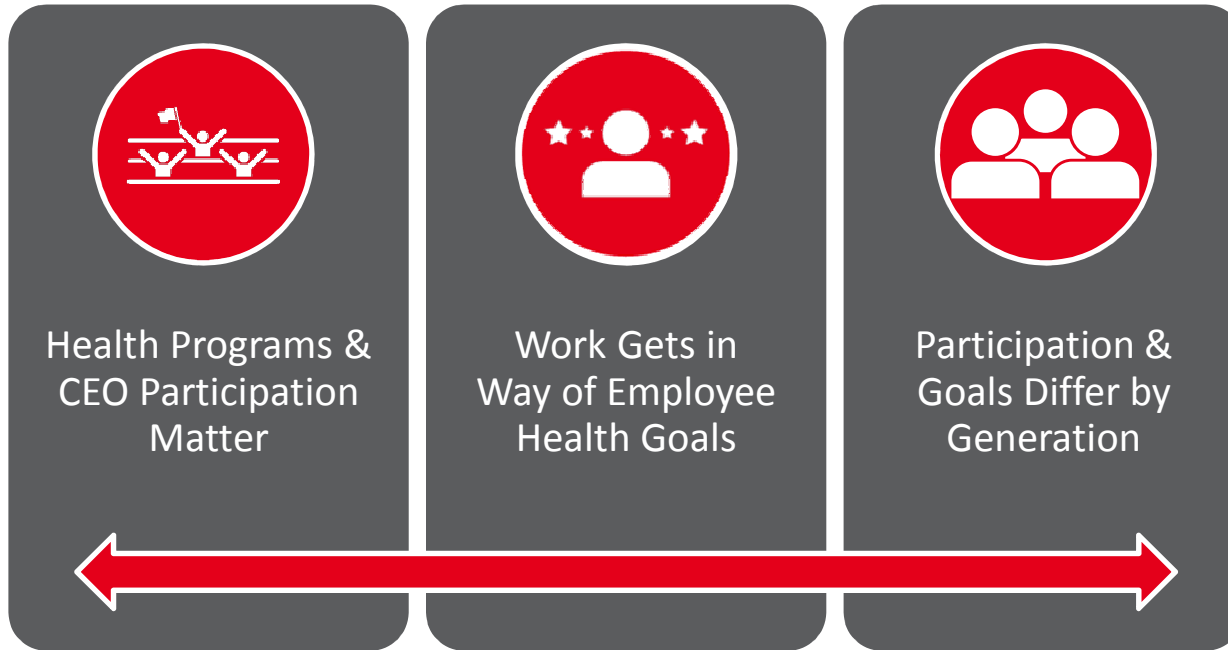 Health Programs &
CEO Participation
Matter
Work Gets in
Way of Employee
Health Goals
Participation &
Goals Differ by
Generation